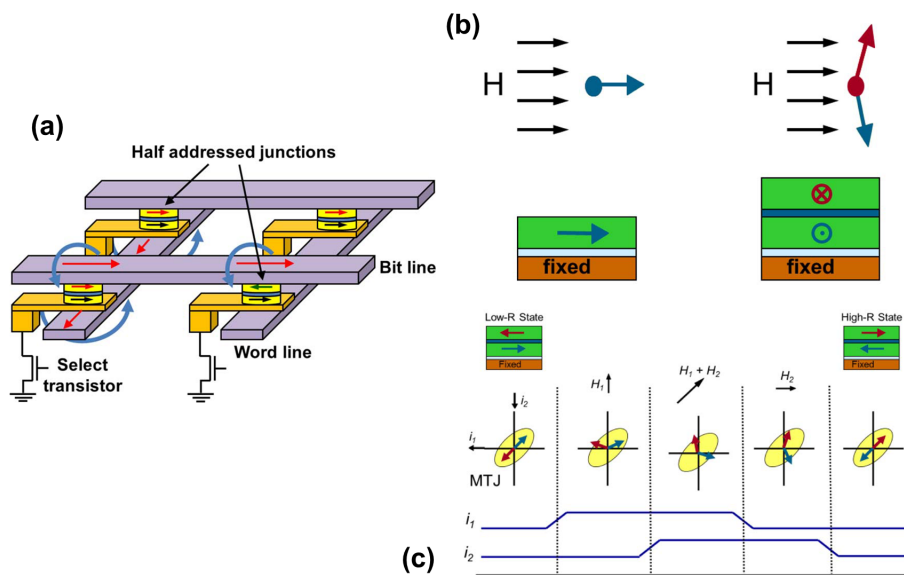 (a)
Half addressed junctions
Bit line
Word line
Select
transistor
(b)
H
H
fixed
fixed
Low-R State
Fixed
High-R State
Fixed
H1
H1 + H2
H2
i2
i1
MTJ
i1
i2
(c)